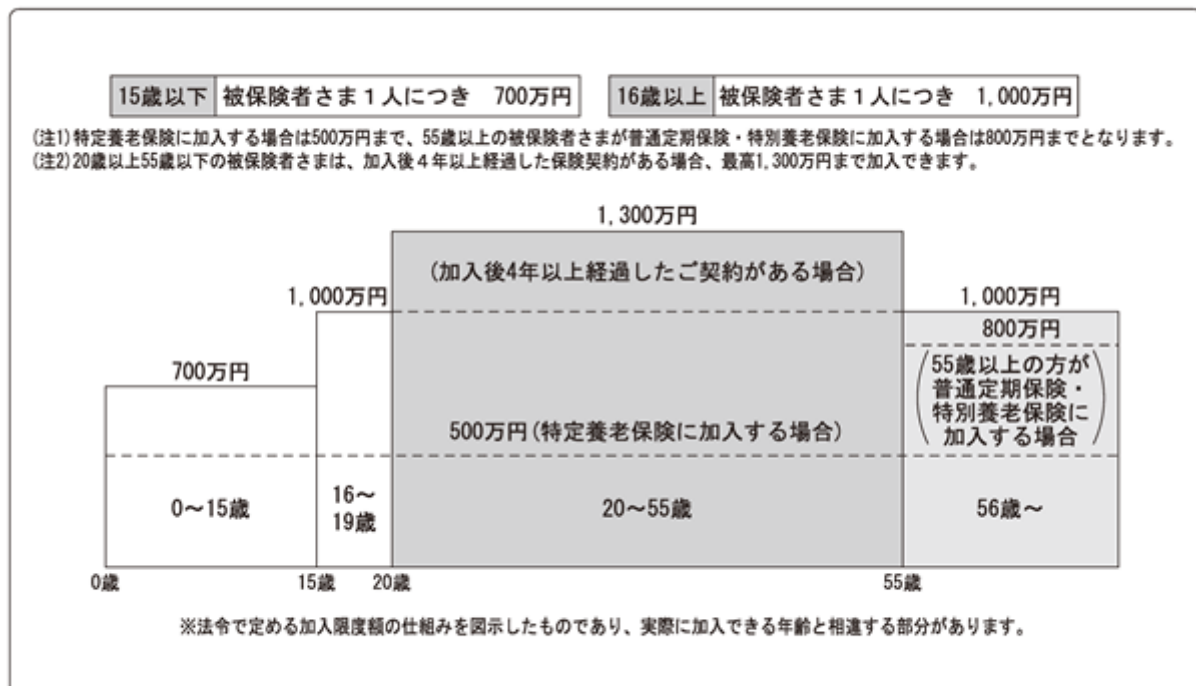 15歳以下 被保険者さま1人につき 700万円
16歳以上 被保険者さま1人につき 1,000万円
(注1)特定養老保険に加入する場合は500万円まで、55歳以上の被保険者さまが普通定期保険・特別養老保険に加入する場合は800万円までとなります。
(注2)20歳以上55歳以下の被保険者さまは、加入後4年以上経過した保険契約がある場合、最高1,300万円まで加入できます。
1,300万円
(加入後4年以上経過したご契約がある場合)
1,000万円
1,000万円
800万円
700万円
(55歳以上の方が
普通定期保険・
特別養老保険に
加入する場合)
500万円(特定養老保険に加入する場合)
0~15歳
16~
19歳
20~55歳
56歳~
0歳
15歳
20歳
55歳
※法令で定める加入限度額の仕組みを図示したものであり、実際に加入できる年齢と相違する部分があります。